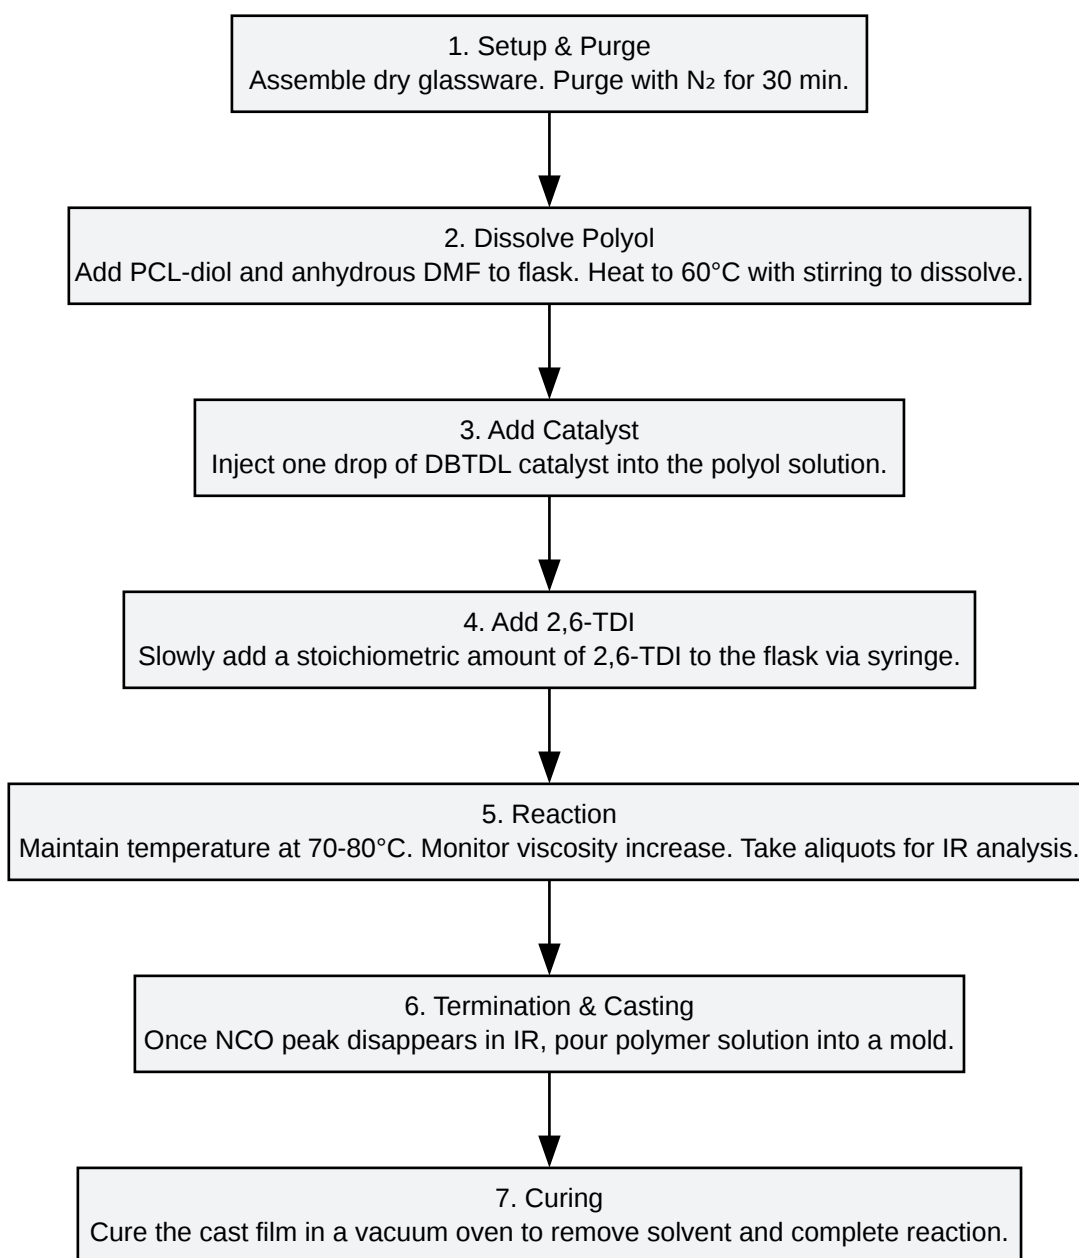 1. Setup & Purge
Assemble dry glassware. Purge with N₂ for 30 min.
2. Dissolve Polyol
Add PCL-diol and anhydrous DMF to flask. Heat to 60°C with stirring to dissolve.
3. Add Catalyst
Inject one drop of DBTDL catalyst into the polyol solution.
4. Add 2,6-TDI
Slowly add a stoichiometric amount of 2,6-TDI to the flask via syringe.
5. Reaction
Maintain temperature at 70-80°C. Monitor viscosity increase. Take aliquots for IR analysis.
6. Termination & Casting
Once NCO peak disappears in IR, pour polymer solution into a mold.
7. Curing
Cure the cast film in a vacuum oven to remove solvent and complete reaction.